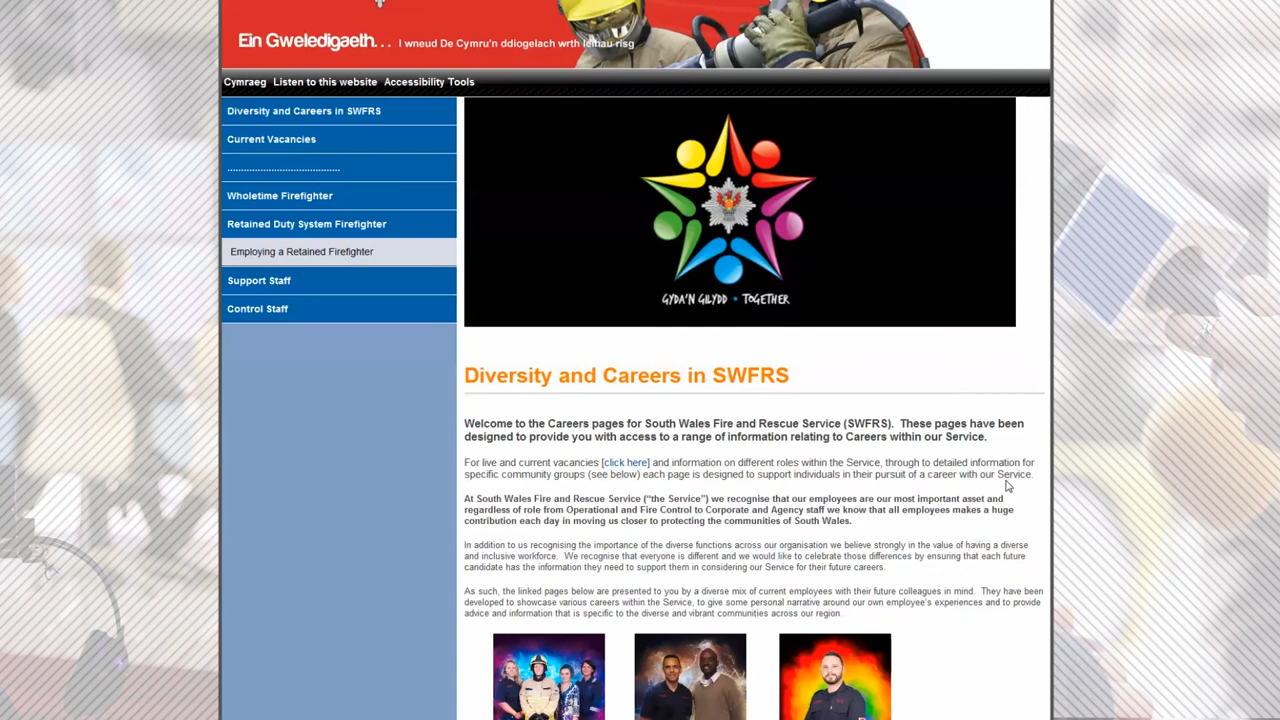 Ein Gweledigaeth... I wneud De Cymru'n ddiogelach wrth leihau risg
Cymraeg Listen to this website Accessibility Tools
Diversity and Careers in SWFRS
Current Vacancies
.........................................
Wholetime Firefighter
Retained Duty System Firefighter
Employing a Retained Firefighter
Support Staff
Control Staff
GYDA'N GILYDD • TOGETHER
Diversity and Careers in SWFRS
Welcome to the Careers pages for South Wales Fire and Rescue Service (SWFRS). These pages have been
designed to provide you with access to a range of information relating to Careers within our Service.
For live and current vacancies [click here] and information on different roles within the Service, through to detailed information for
specific community groups (see below) each page is designed to support individuals in their pursuit of a career with our Service.
At South Wales Fire and Rescue Service (“the Service”) we recognise that our employees are our most important asset and
regardless of role from Operational and Fire Control to Corporate and Agency staff we know that all employees makes a huge
contribution each day in moving us closer to protecting the communities of South Wales.
In addition to us recognising the importance of the diverse functions across our organisation we believe strongly in the value of having a diverse
and inclusive workforce. We recognise that everyone is different and we would like to celebrate those differences by ensuring that each future
candidate has the information they need to support them in considering our Service for their future careers.
As such, the linked pages below are presented to you by a diverse mix of current employees with their future colleagues in mind. They have been
developed to showcase various careers within the Service, to give some personal narrative around our own employee's experiences and to provide
advice and information that is specific to the diverse and vibrant communities across our region.